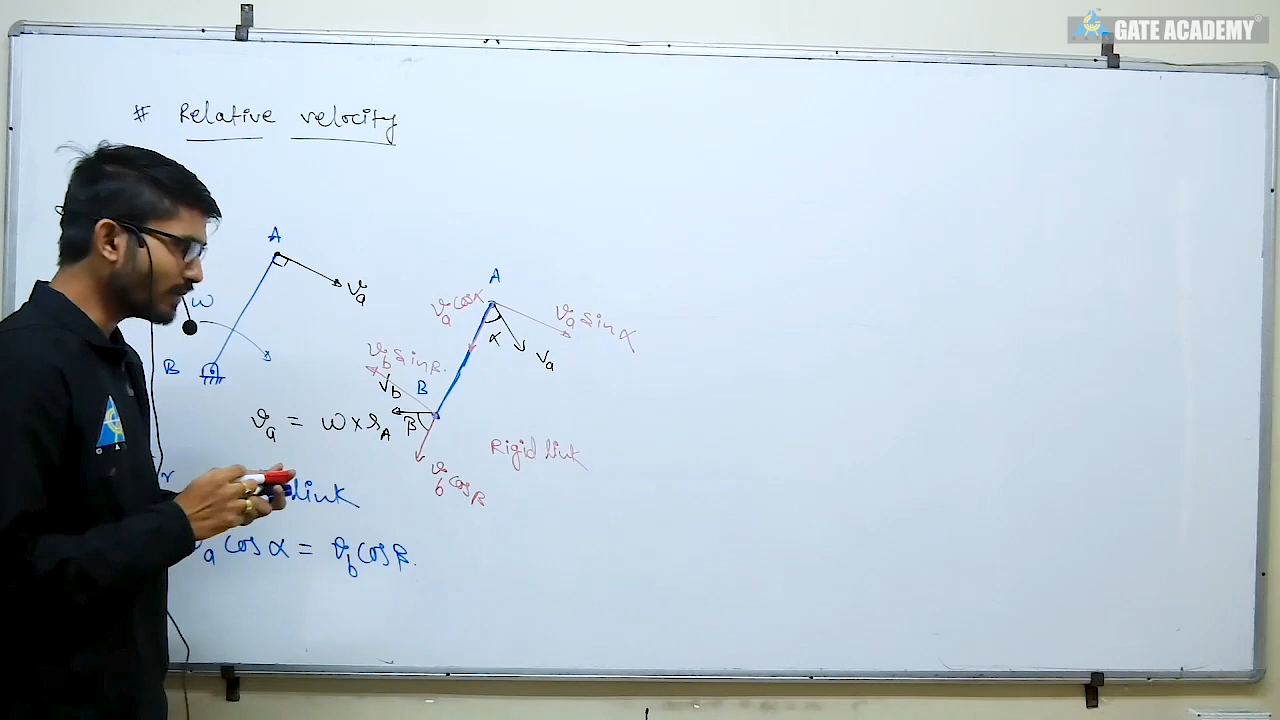 GATE ACADEMY
# Relative velocity
A
Va
ω
B
Va = ω × rA
A
Va cos α
Va sin α
α
Va
Vb sin β
Vb
B
β
Vb cos β
Rigid link
link
Va cos α = Vb cos β.